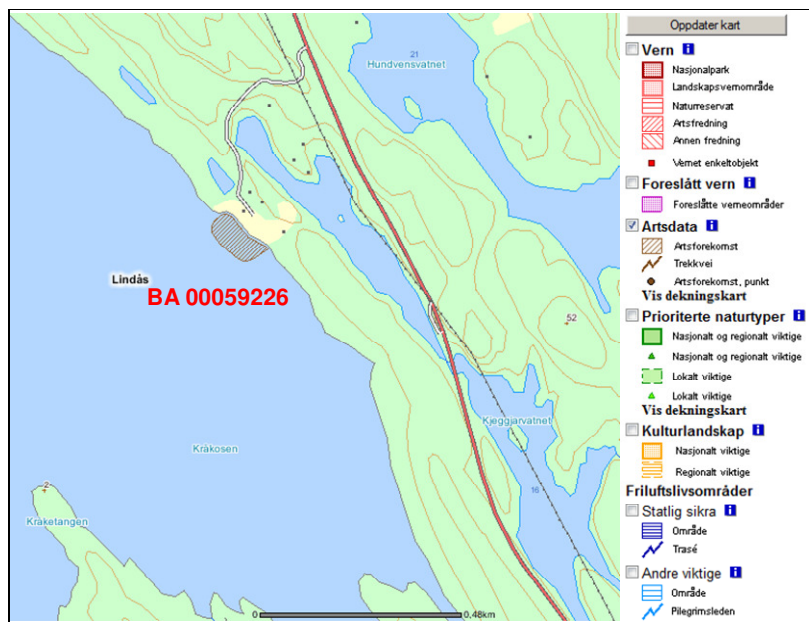 21
Hundvensvatnet
Lindås
BA 00059226
52
Kråkosen
Kjeggjarvatnet
2
16
Kråketangen
0
0,48km
Oppdater kart
Vern i
Nasjonalpark
Landskapsvernområde
Naturreservat
Artsfredning
Annen fredning
Vernet enkeltobjekt
Foreslått vern i
Foreslåtte verneområder
Artsdata i
Artsforekomst
Trekkvei
Artsforekomst, punkt
Vis dekningskart
Prioriterte naturtyper i
Nasjonalt og regionalt viktige
Nasjonalt og regionalt viktige
Lokalt viktige
Lokalt viktige
Vis dekningskart
Kulturlandskap i
Nasjonalt viktige
Regionalt viktige
Friluftslivsområder
Statlig sikra i
Område
Trasé
Andre viktige i
Område
Pilegrimsleden